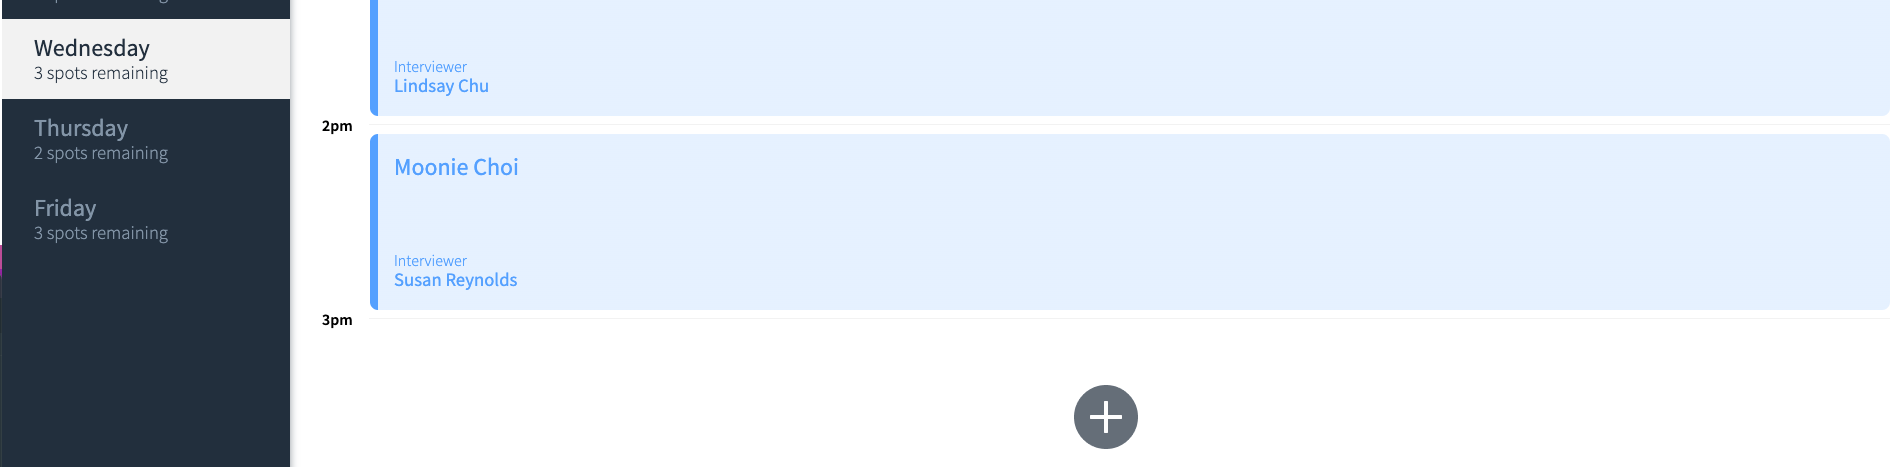 Wednesday
3 spots remaining
Thursday
2 spots remaining
Friday
3 spots remaining
Interviewer
Lindsay Chu
2pm
Moonie Choi
Interviewer
Susan Reynolds
3pm